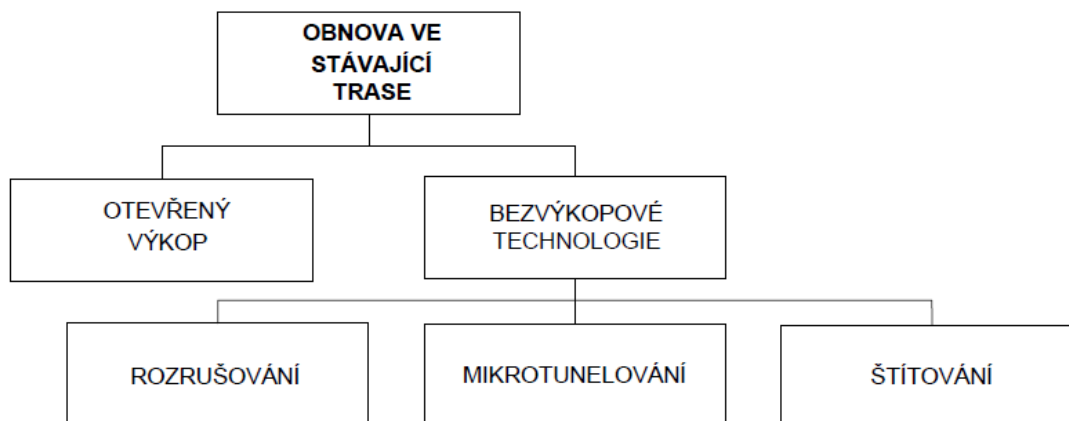 OBNOVA VE
STÁVAJÍCÍ
TRASE
OTEVŘENÝ
VÝKOP
BEZVÝKOPOVÉ
TECHNOLOGIE
ROZRUŠOVÁNÍ
MIKROTUNELOVÁNÍ
ŠTÍTOVÁNÍ